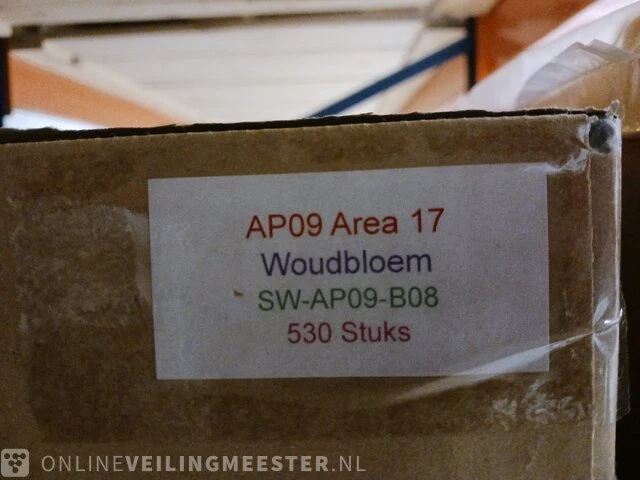 AP09 Area 17
Woudbloem
SW-AP09-B08
530 Stuks
ONLINEVEILINGMEESTER.NL